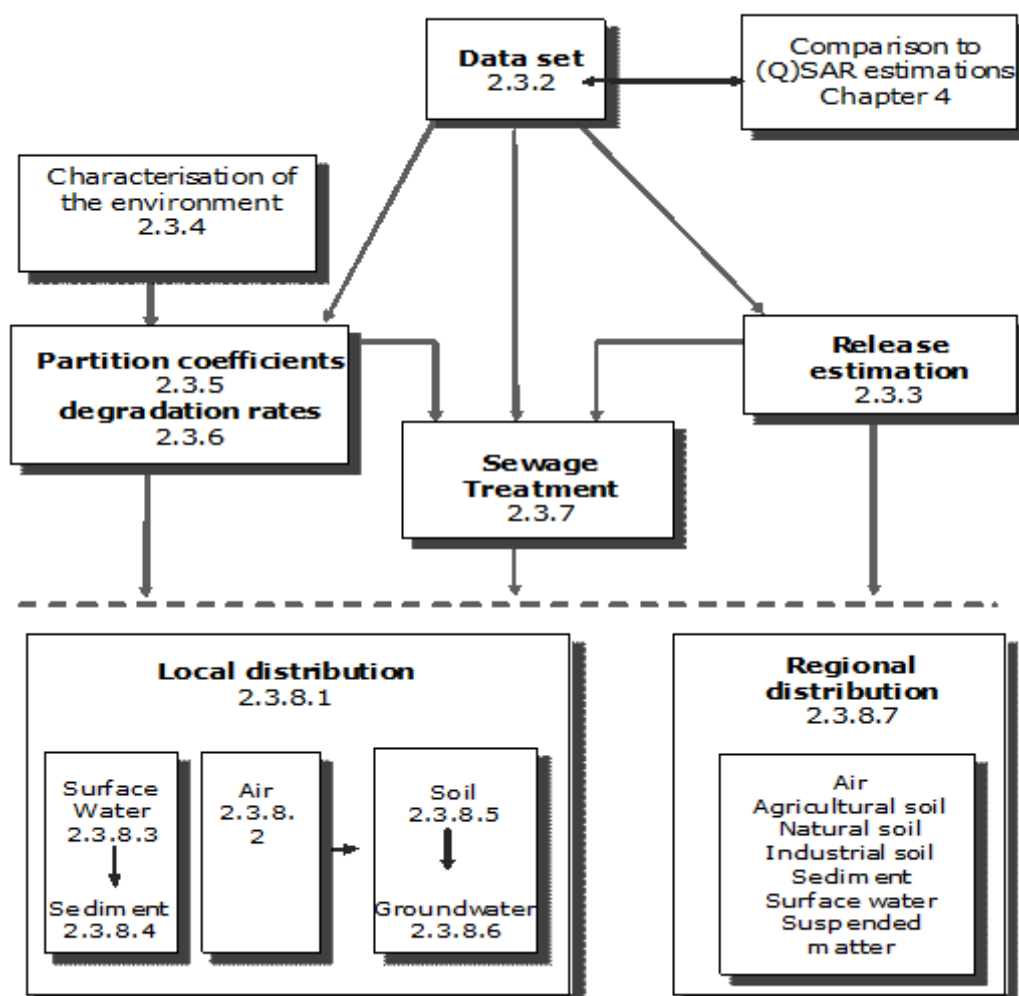 Data set
2.3.2
Comparison to
(Q)SAR estimations
Chapter 4
Characterisation of
the environment
2.3.4
Partition coefficients
2.3.5
degradation rates
2.3.6
Release
estimation
2.3.3
Sewage
Treatment
2.3.7
Local distribution
2.3.8.1
Surface
Water
2.3.8.3
Sediment
2.3.8.4
Air
2.3.8.
2
Soil
2.3.8.5
Groundwater
2.3.8.6
Regional
distribution
2.3.8.7
Air
Agricultural soil
Natural soil
Industrial soil
Sediment
Surface water
Suspended
matter